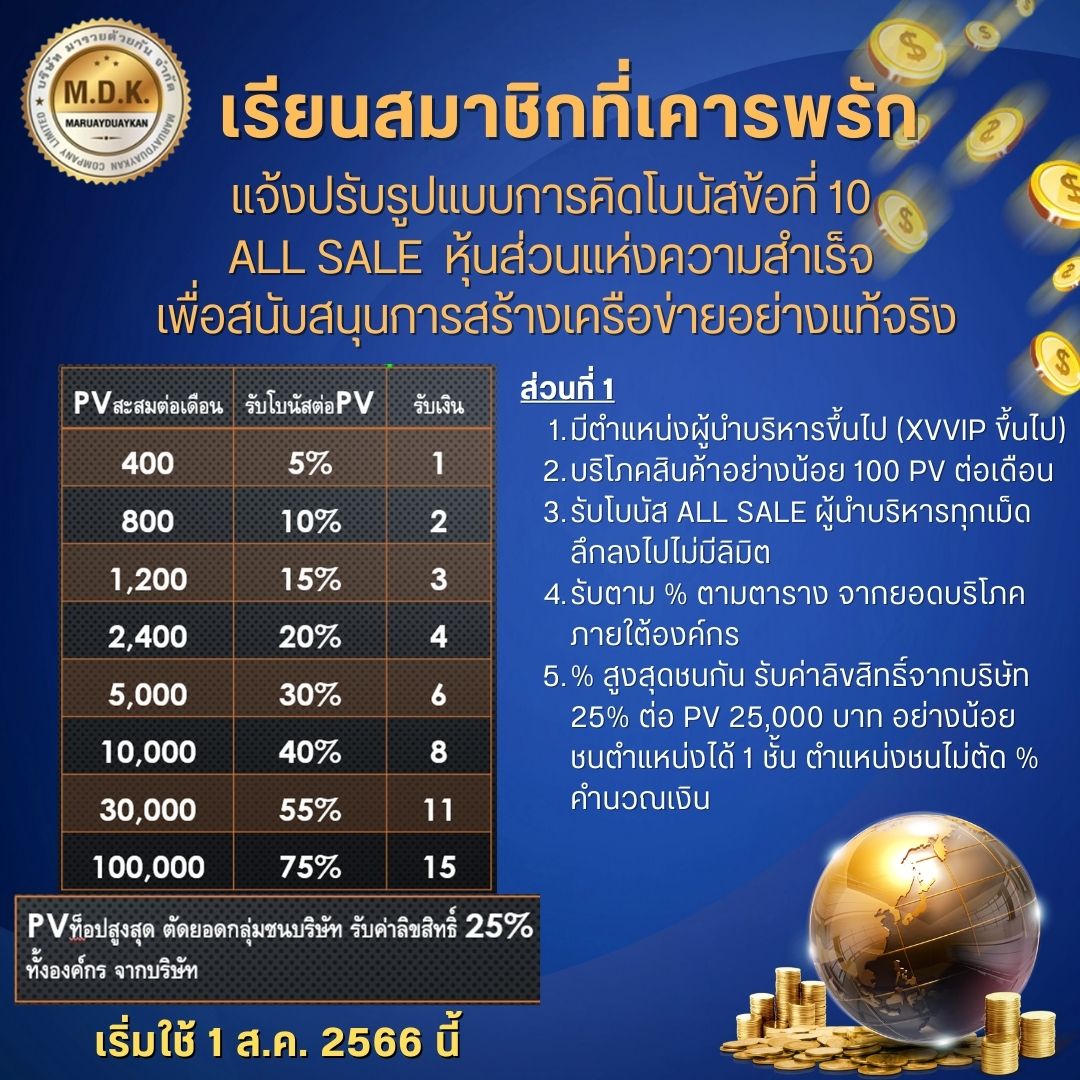 บริษัท มารวยด้วยกัน จำกัด
M.D.K.
MARUAYDUAYKAN
MARUAYDUAYKAN COMPANY LIMITED
เรียนสมาชิกที่เคารพรัก
แจ้งปรับรูปแบบการคิดโบนัสข้อที่ 10
ALL SALE หุ้นส่วนแห่งความสำเร็จ
เพื่อสนับสนุนการสร้างเครือข่ายอย่างแท้จริง
PVสะสมต่อเดือน รับโบนัสต่อPV รับเงิน
400 5% 1
800 10% 2
1,200 15% 3
2,400 20% 4
5,000 30% 6
10,000 40% 8
30,000 55% 11
100,000 75% 15
PVท็อปสูงสุด ตัดยอดกลุ่มชนบริษัท รับค่าลิขสิทธิ์ 25%
ทั้งองค์กร จากบริษัท
เริ่มใช้ 1 ส.ค. 2566 นี้
ส่วนที่ 1
1. มีตำแหน่งผู้นำบริหารขึ้นไป (XVVIP ขึ้นไป)
2. บริโภคสินค้าอย่างน้อย 100 PV ต่อเดือน
3. รับโบนัส ALL SALE ผู้นำบริหารทุกเม็ด
ลึกลงไปไม่มีลิมิต
4. รับตาม % ตามตาราง จากยอดบริโภค
ภายใต้องค์กร
5. % สูงสุดชนกัน รับค่าลิขสิทธิ์จากบริษัท
25% ต่อ PV 25,000 บาท อย่างน้อย
ชนตำแหน่งได้ 1 ชั้น ตำแหน่งชนไม่ตัด %
คำนวณเงิน